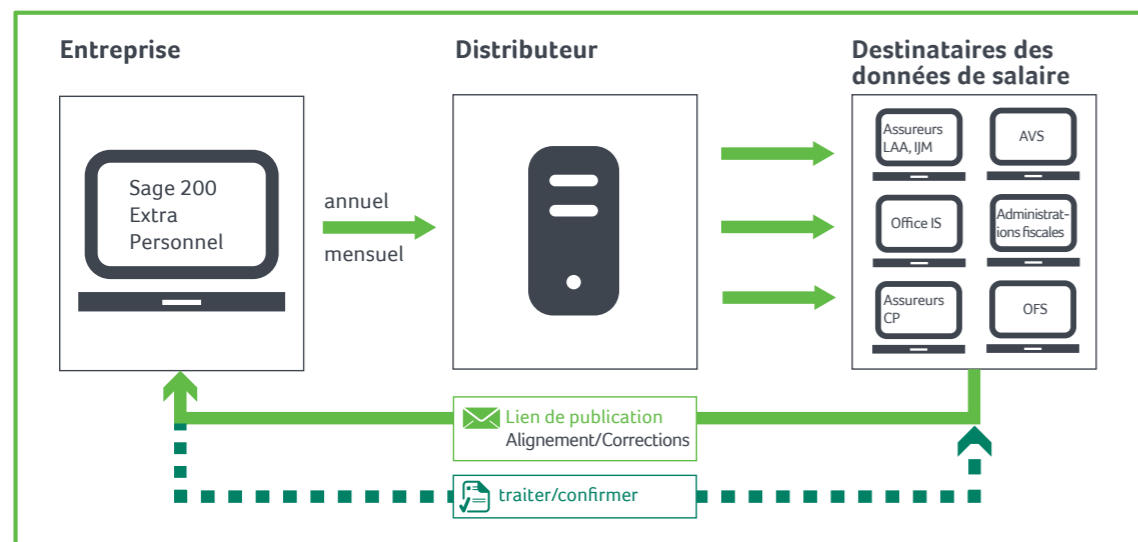 Entreprise
Distributeur
Destinataires des
données de salaire
Sage 200
Extra
Personnel
annuel
mensuel
Assureurs
LAA, IJM
AVS
Office IS
Administrat-
ions fiscales
Assureurs
CP
OFS
Lien de publication
Alignement/Corrections
traiter/confirmer